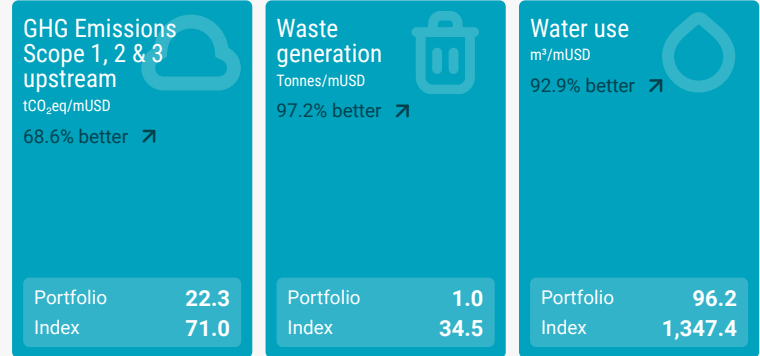 GHG Emissions
Scope 1, 2 & 3
upstream
tCO₂eq/mUSD
68.6% better
Portfolio 22.3
Index 71.0
Waste
generation
Tonnes/mUSD
97.2% better
Portfolio 1.0
Index 34.5
Water use
m³/mUSD
92.9% better
Portfolio 96.2
Index 1,347.4